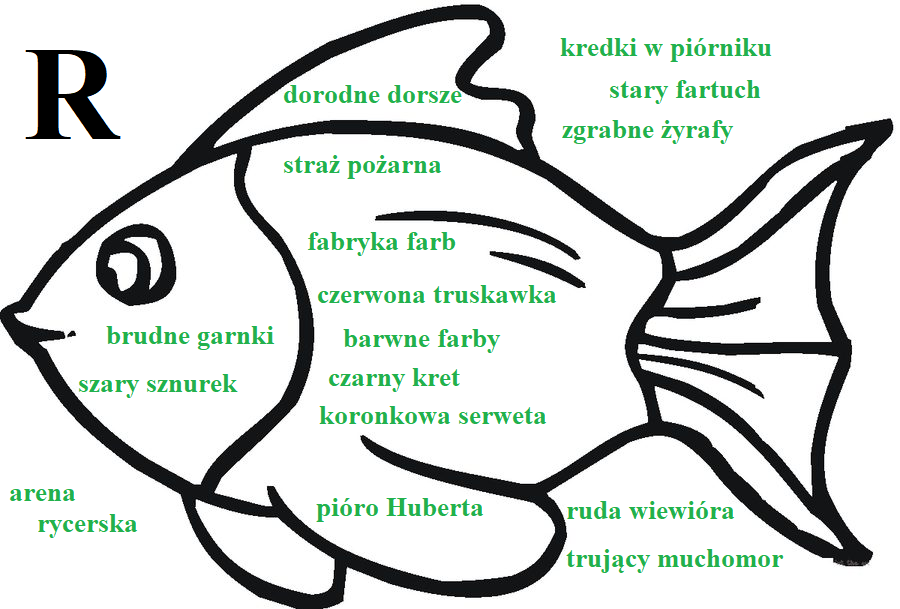 R
kredki w piórniku
stary fartuch
zgrabne żyrafy
dorodne dorsze
straż pożarna
fabryka farb
czerwona truskawka
barwne farby
czarny kret
koronkowa serweta
brudne garnki
szary sznurek
arena
rycerska
pióro Huberta
ruda wiewióra
trujący muchomor